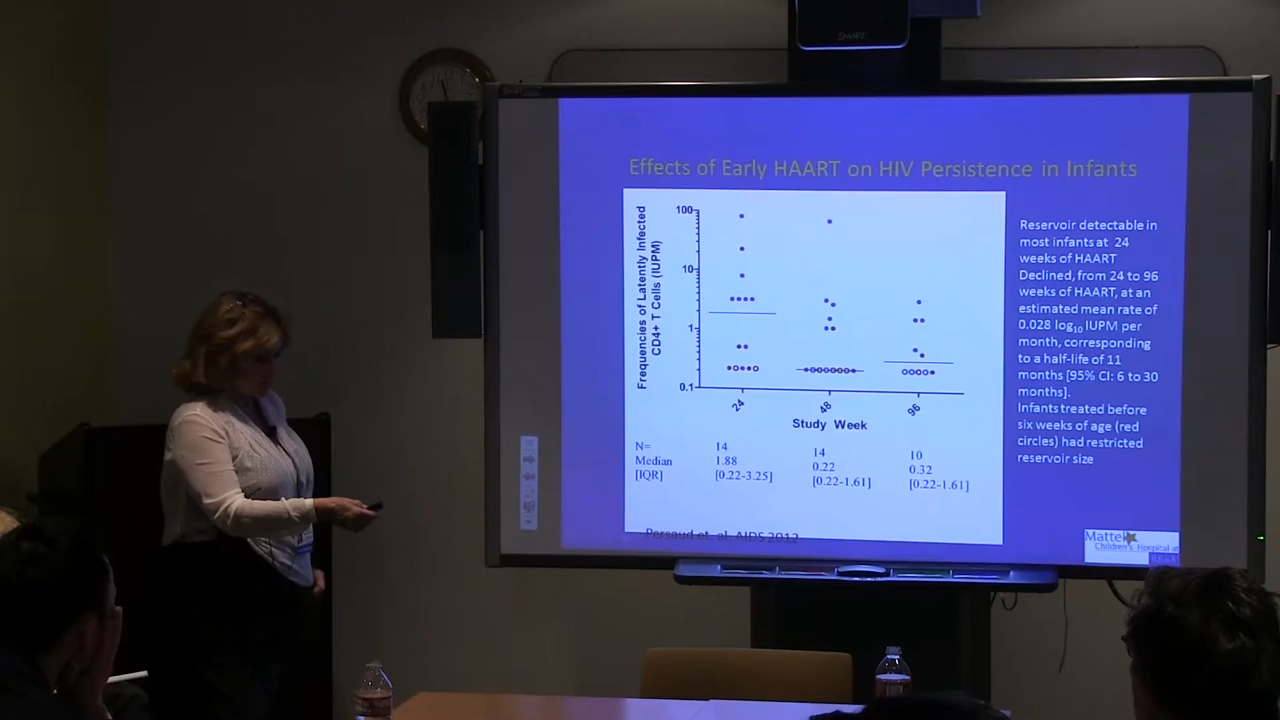 SMART
Effects of Early HAART on HIV Persistence in Infants
Frequencies of Latently Infected
CD4+ T Cells (IUPM)
100
10
1
0.1
24
48
96
Study Week
N= 14 14 10
Median 1.88 0.22 0.32
[IQR] [0.22-3.25] [0.22-1.61] [0.22-1.61]
Persaud et. al. AIDS 2012
Reservoir detectable in
most infants at 24
weeks of HAART
Declined, from 24 to 96
weeks of HAART, at an
estimated mean rate of
0.028 log10 IUPM per
month, corresponding
to a half-life of 11
months [95% CI: 6 to 30
months].
Infants treated before
six weeks of age (red
circles) had restricted
reservoir size
Mattel
Children's Hospital at